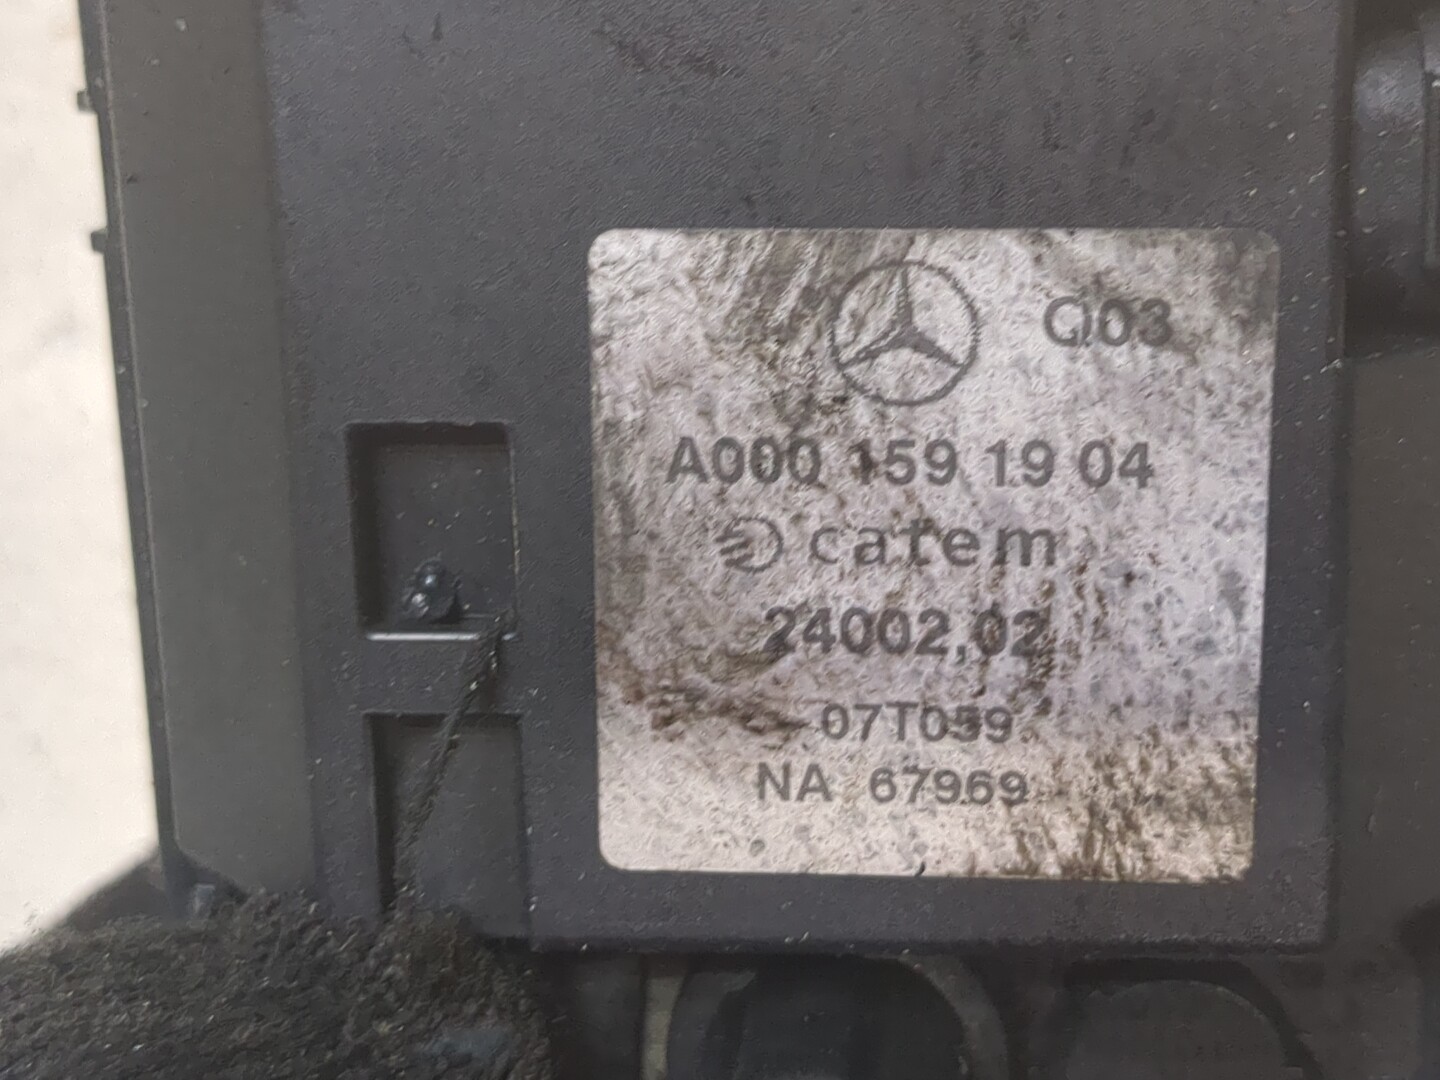 Q03
A000 159 19 04
catem
24002,02
07T059
NA 67969